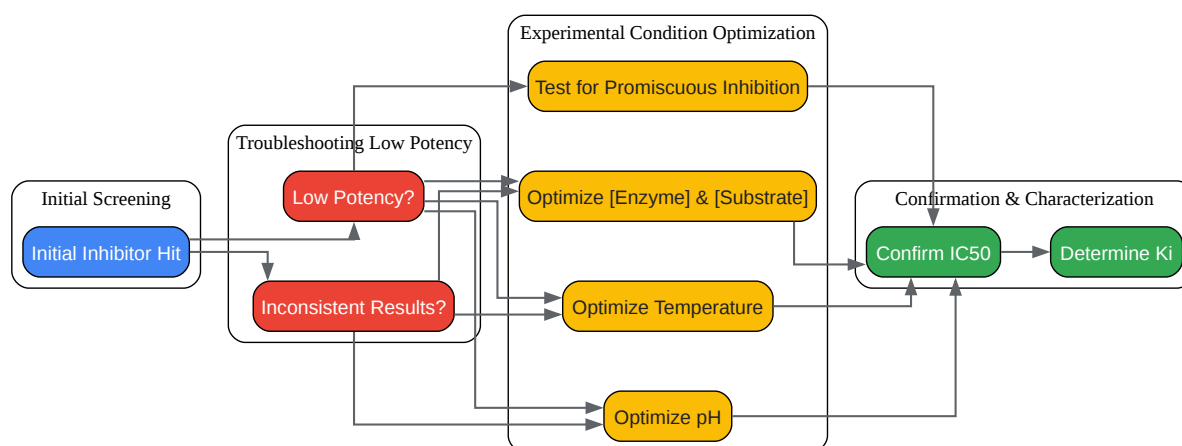 Experimental Condition Optimization
Test for Promiscuous Inhibition
Troubleshooting Low Potency
Low Potency?
Optimize [Enzyme] & [Substrate]
Initial Screening
Confirmation & Characterization
Initial Inhibitor Hit
Confirm IC50
Determine Ki
Inconsistent Results?
Optimize Temperature
Optimize pH